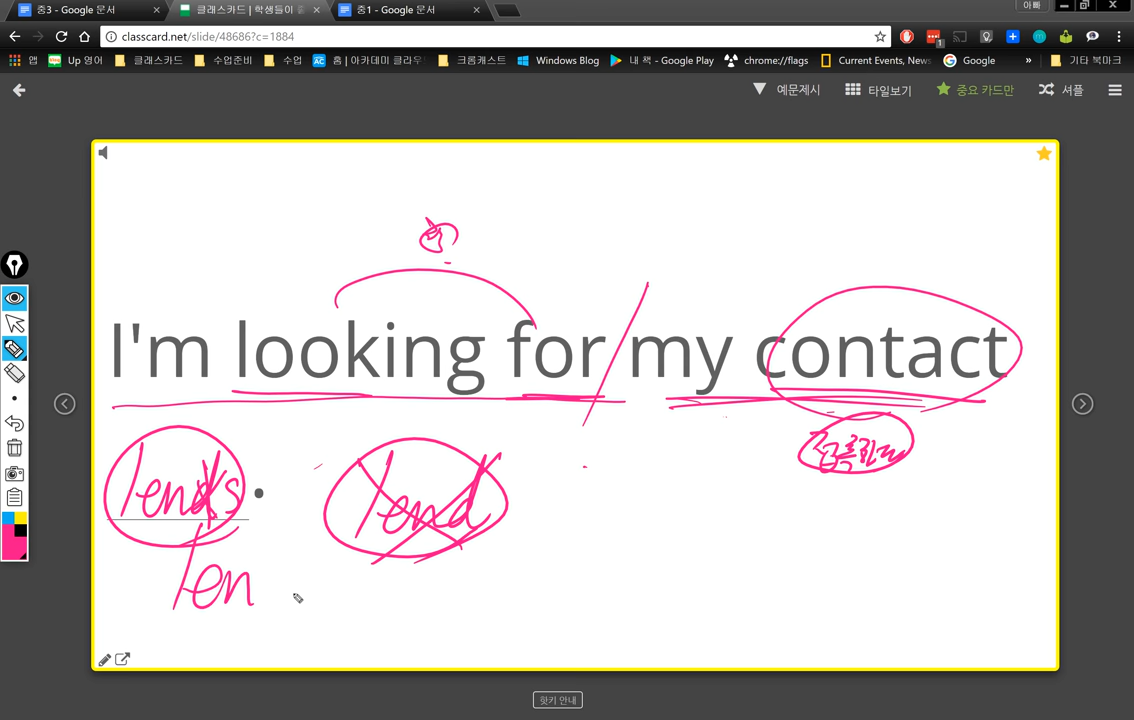 중3 - Google 문서
클래스카드 | 학생들이
중1 - Google 문서
아빠
classcard.net/slide/48686?c=1884
1
앱 Up 영어 클래스카드 수업준비 수업 홈 | 아카데미 클라우 크롬캐스트 Windows Blog 내 책 - Google Play chrome://flags Current Events, News Google » 기타 북마크
예문제시 타일보기 중요 카드만 셔플
I'm looking for my contact
lends.
lend
len
핫키 안내